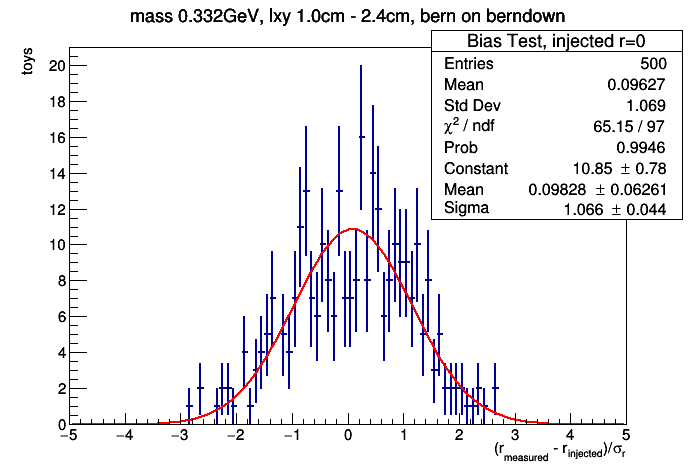 mass 0.332GeV, lxy 1.0cm - 2.4cm, bern on berndown
Bias Test, injected r=0
Entries 500
Mean 0.09627
Std Dev 1.069
χ² / ndf 65.15 / 97
Prob 0.9946
Constant 10.85 ± 0.78
Mean 0.09828 ± 0.06261
Sigma 1.066 ± 0.044
toys
20
18
16
14
12
10
8
6
4
2
0
−5 −4 −3 −2 −1 0 1 2 3 4 5
(r_measured - r_injected)/σ_r